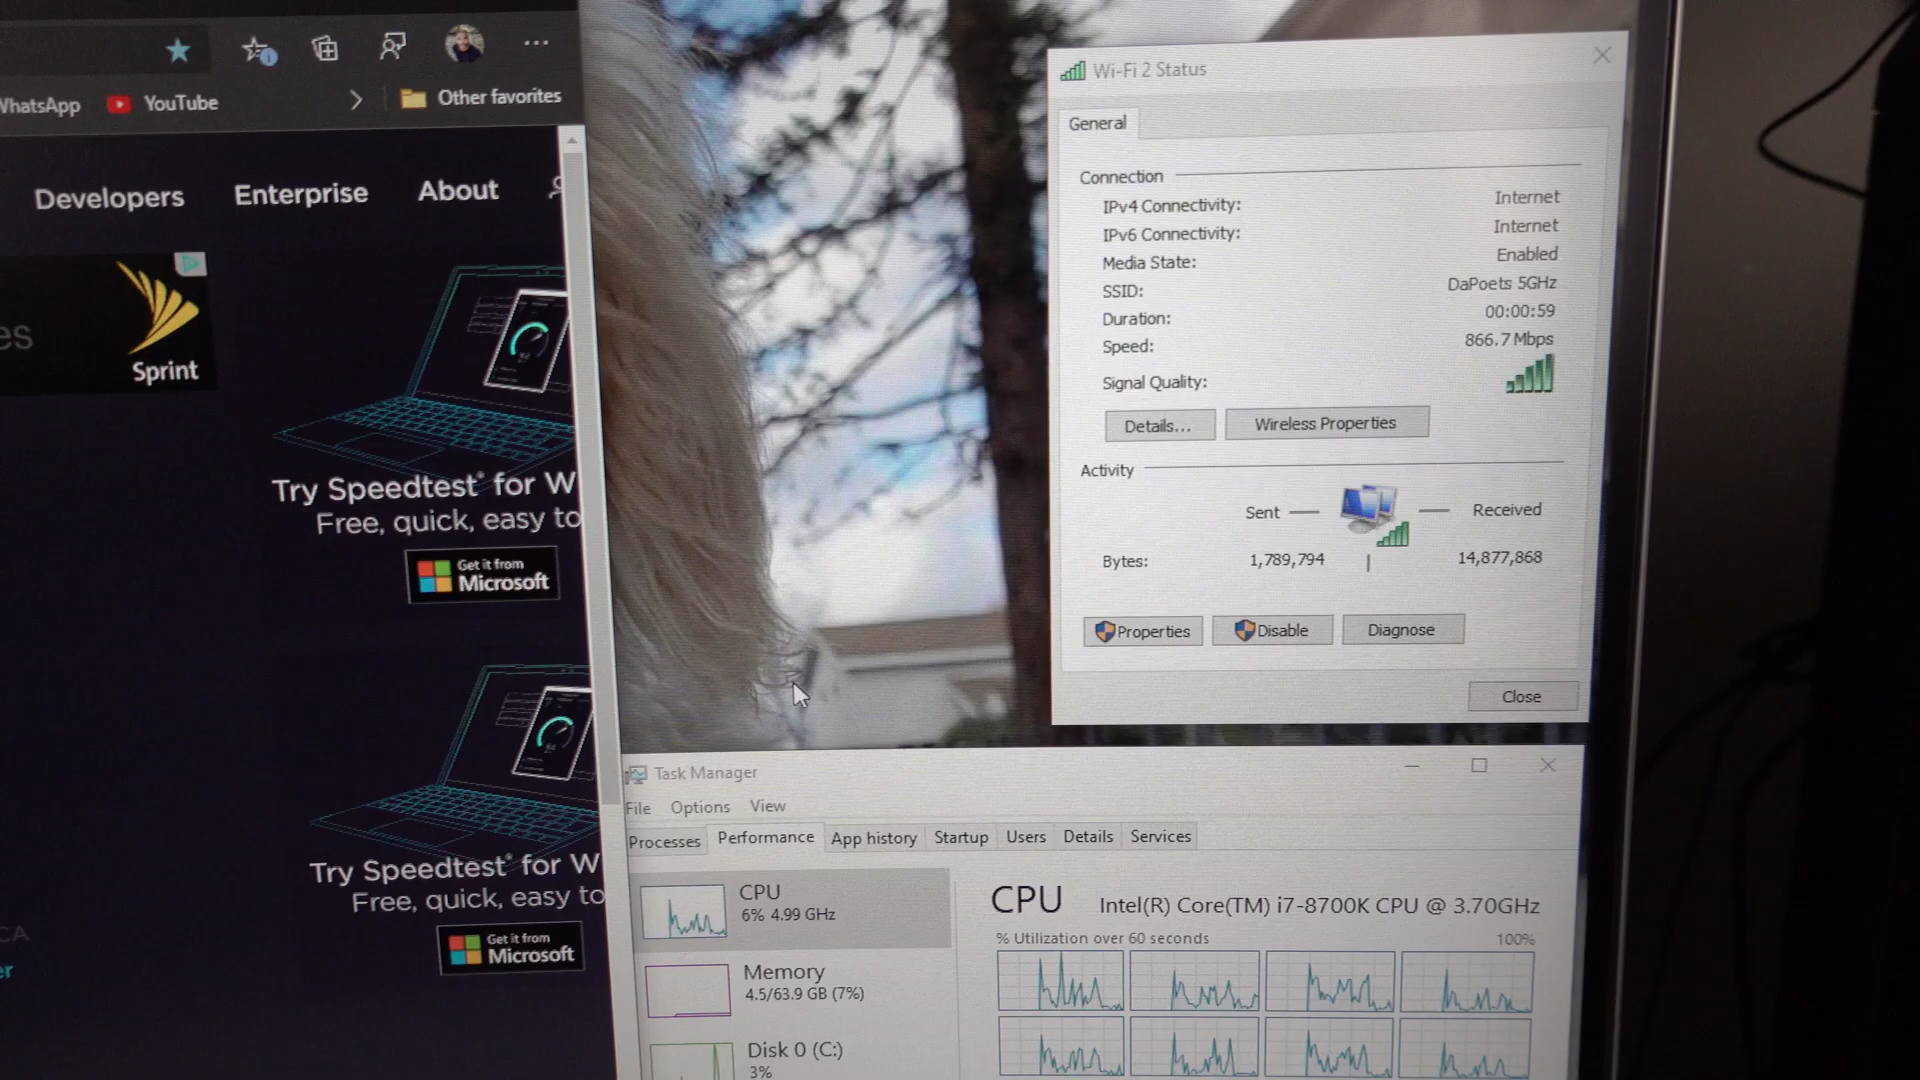 WhatsApp
YouTube
Other favorites
Developers
Enterprise
About
es
Sprint
Try Speedtest® for W
Free, quick, easy to
Get it from
Microsoft
Try Speedtest® for W
Free, quick, easy to
Get it from
Microsoft
CA
er
Wi-Fi 2 Status
General
Connection
IPv4 Connectivity: Internet
IPv6 Connectivity: Internet
Media State: Enabled
SSID: DaPoets 5GHz
Duration: 00:00:59
Speed: 866.7 Mbps
Signal Quality:
Details...
Wireless Properties
Activity
Sent — — Received
Bytes: 1,789,794 | 14,877,868
Properties
Disable
Diagnose
Close
Task Manager
File Options View
Processes Performance App history Startup Users Details Services
CPU
6% 4.99 GHz
Memory
4.5/63.9 GB (7%)
Disk 0 (C:)
3%
CPU Intel(R) Core(TM) i7-8700K CPU @ 3.70GHz
% Utilization over 60 seconds 100%